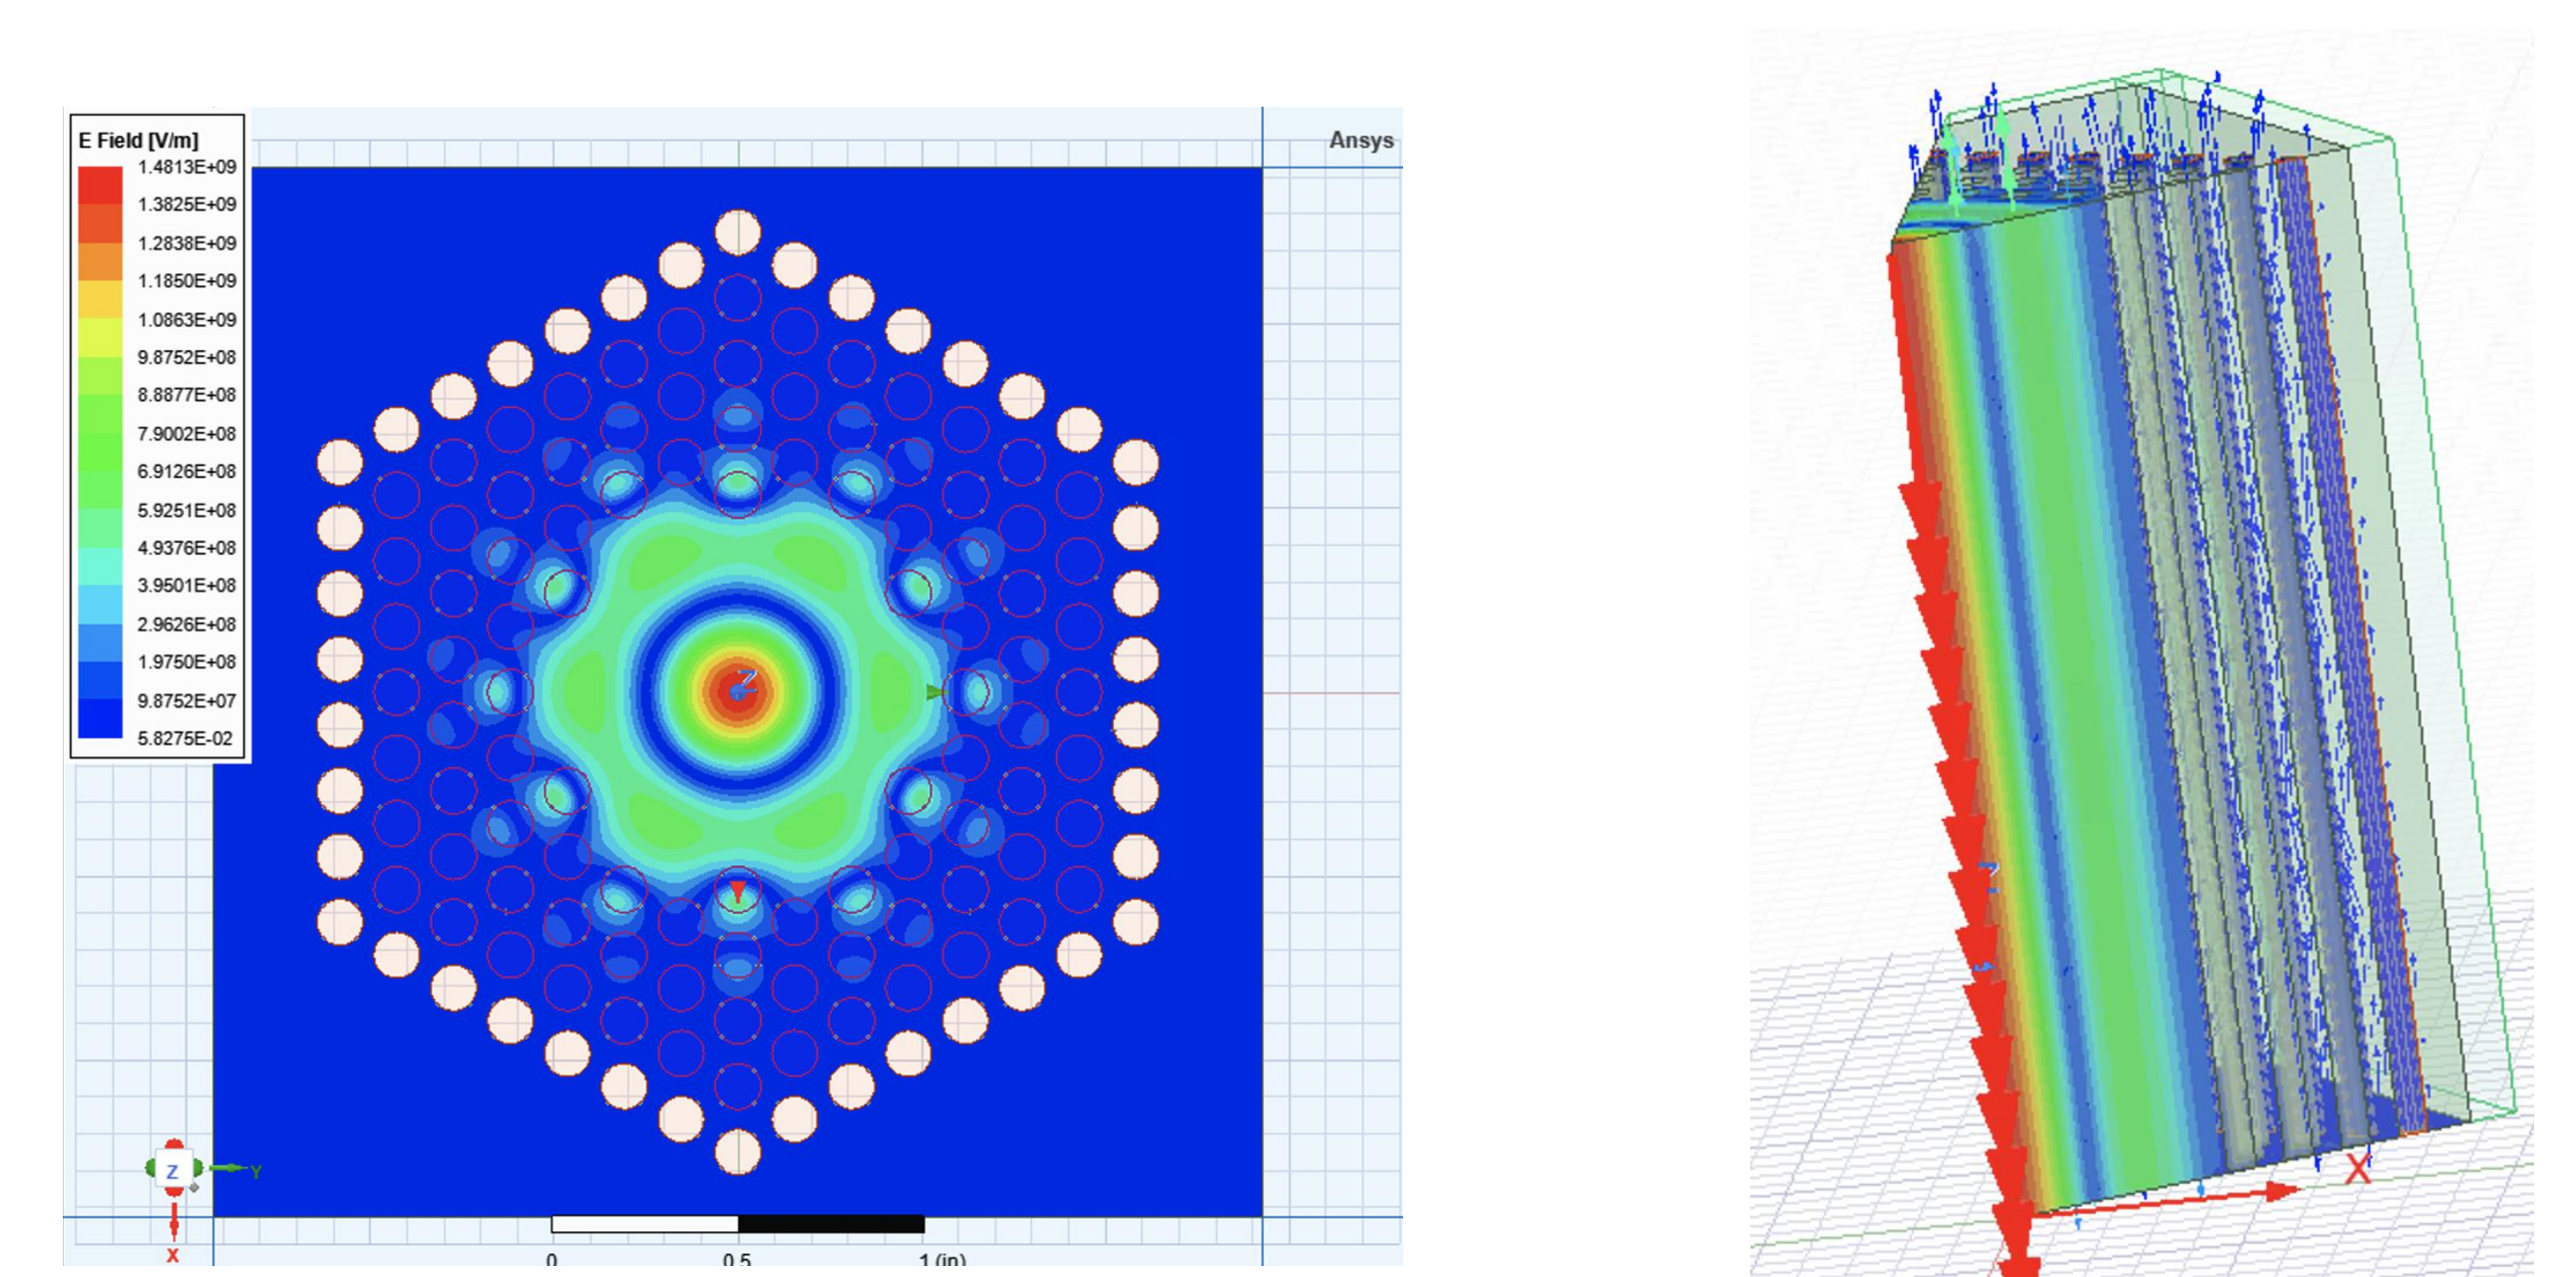 E Field [V/m]
1.4813E+09
1.3825E+09
1.2838E+09
1.1850E+09
1.0863E+09
9.8752E+08
8.8877E+08
7.9002E+08
6.9126E+08
5.9251E+08
4.9376E+08
3.9501E+08
2.9626E+08
1.9750E+08
9.8752E+07
5.8275E-02
Ansys
Z
Z
Y
X
0 0.5 1 (in)
Z
X